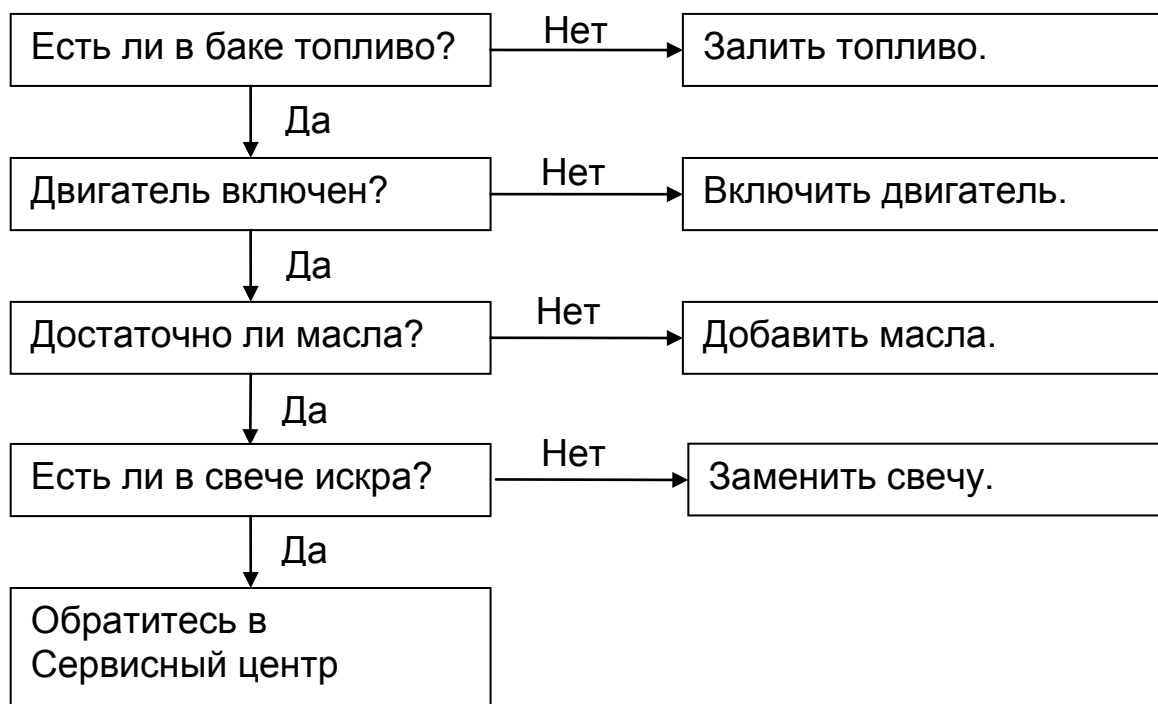 Есть ли в баке топливо?
Нет
Залить топливо.
Да
Двигатель включен?
Нет
Включить двигатель.
Да
Достаточно ли масла?
Нет
Добавить масла.
Да
Есть ли в свече искра?
Нет
Заменить свечу.
Да
Обратитесь в
Сервисный центр